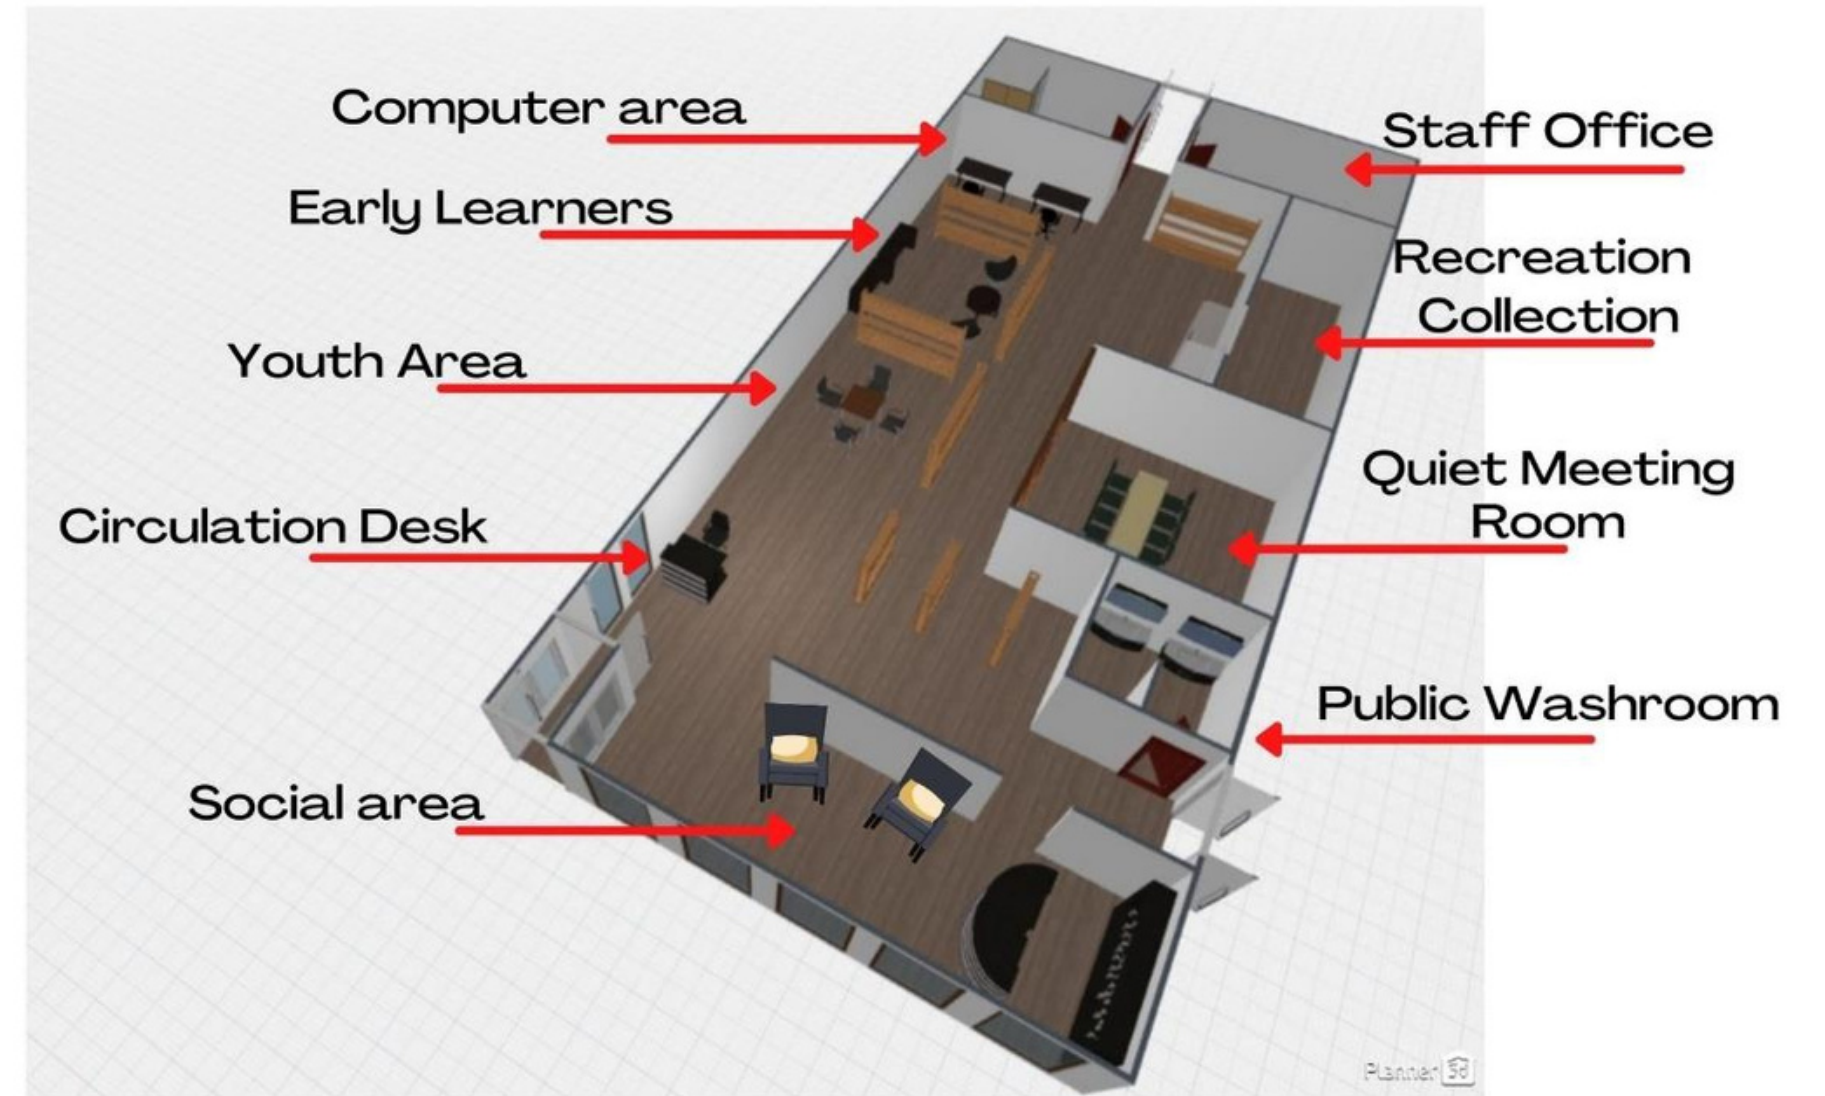 Computer area
Early Learners
Youth Area
Circulation Desk
Social area
Staff Office
Recreation
Collection
Quiet Meeting
Room
Public Washroom
Planner 5d